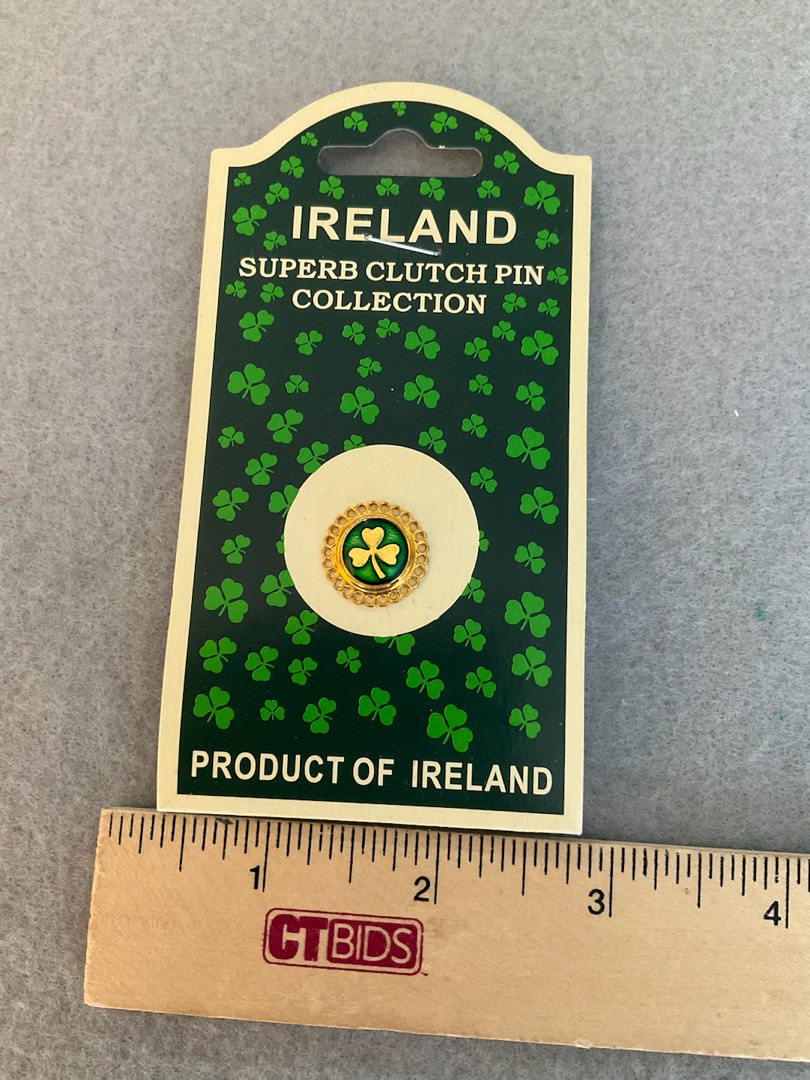 IRELAND
SUPERB CLUTCH PIN
COLLECTION
PRODUCT OF IRELAND
1 2 3 4
CTBIDS